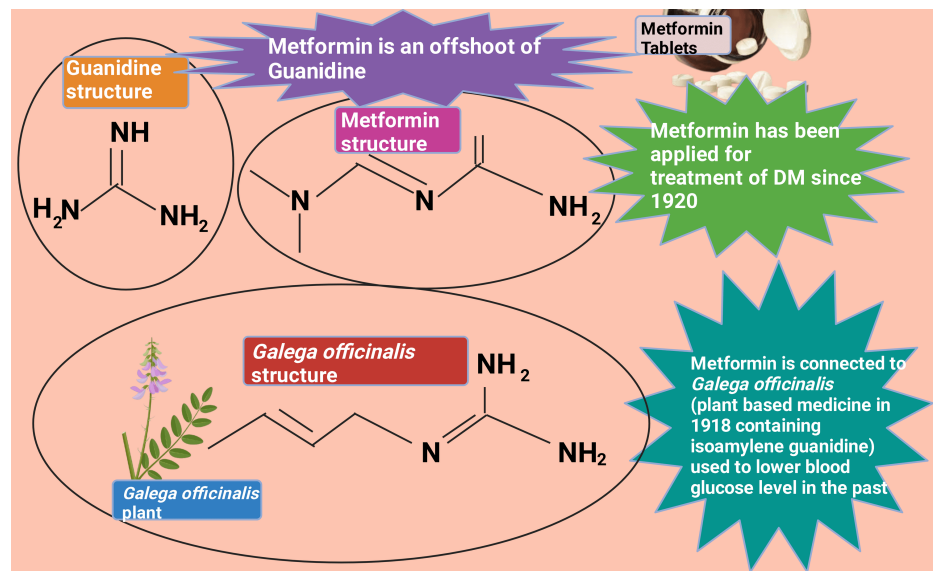 Metformin is an offshoot of
Guanidine
Metformin
Tablets
Guanidine
structure
NH
H2N
NH2
Metformin
structure
N
N
NH2
Metformin has been
applied for
treatment of DM since
1920
Galega officinalis
structure
NH2
N
NH2
Galega officinalis
plant
Metformin is connected to
Galega officinalis
(plant based medicine in
1918 containing
isoamylene guanidine)
used to lower blood
glucose level in the past